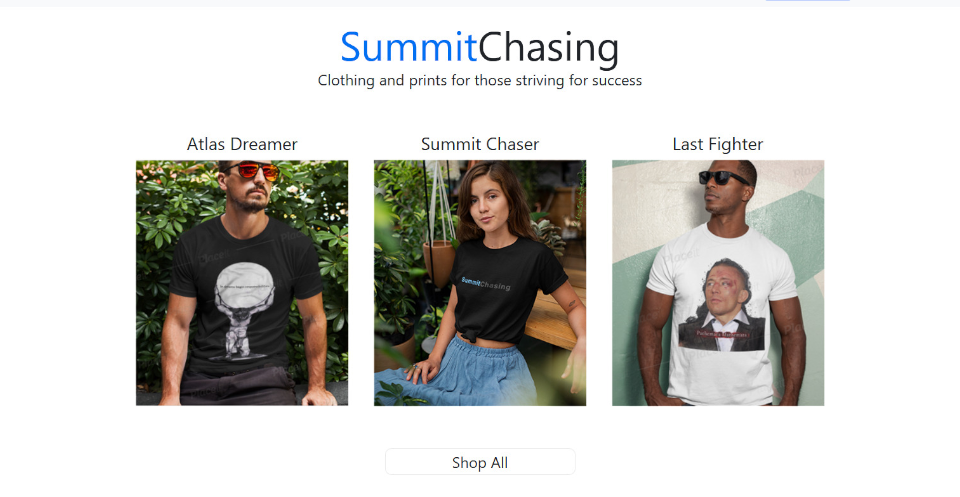 SummitChasing
Clothing and prints for those striving for success
Atlas Dreamer
Summit Chaser
Last Fighter
SummitChasing
Shop All